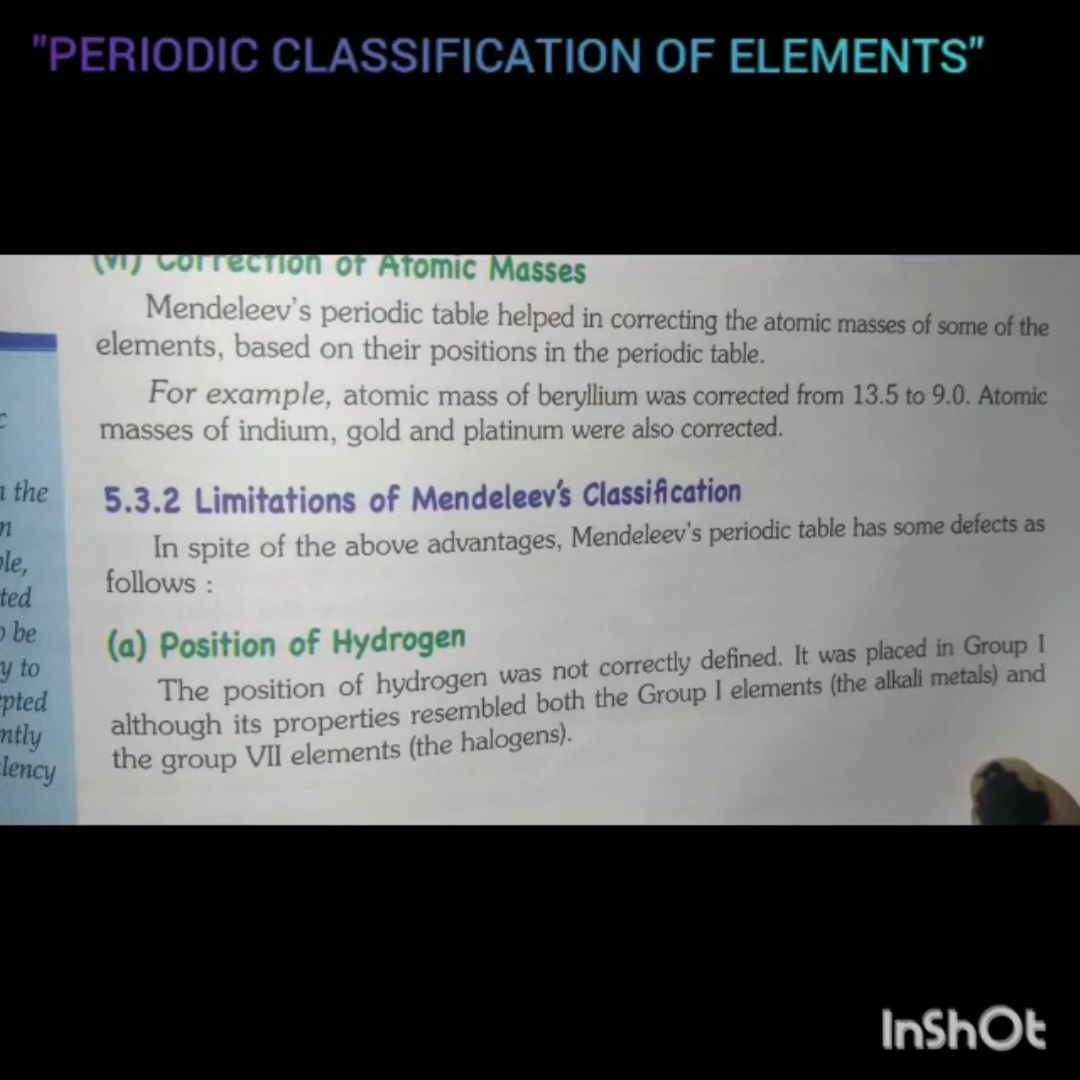 "PERIODIC CLASSIFICATION OF ELEMENTS"
(vi) Correction of Atomic Masses
Mendeleev's periodic table helped in correcting the atomic masses of some of the
elements, based on their positions in the periodic table.
For example, atomic mass of beryllium was corrected from 13.5 to 9.0. Atomic
masses of indium, gold and platinum were also corrected.
the
5.3.2 Limitations of Mendeleev's Classification
In spite of the above advantages, Mendeleev's periodic table has some defects as
follows :
be
to
(a) Position of Hydrogen
The position of hydrogen was not correctly defined. It was placed in Group I
although its properties resembled both the Group I elements (the alkali metals) and
the group VII elements (the halogens).
InShOt